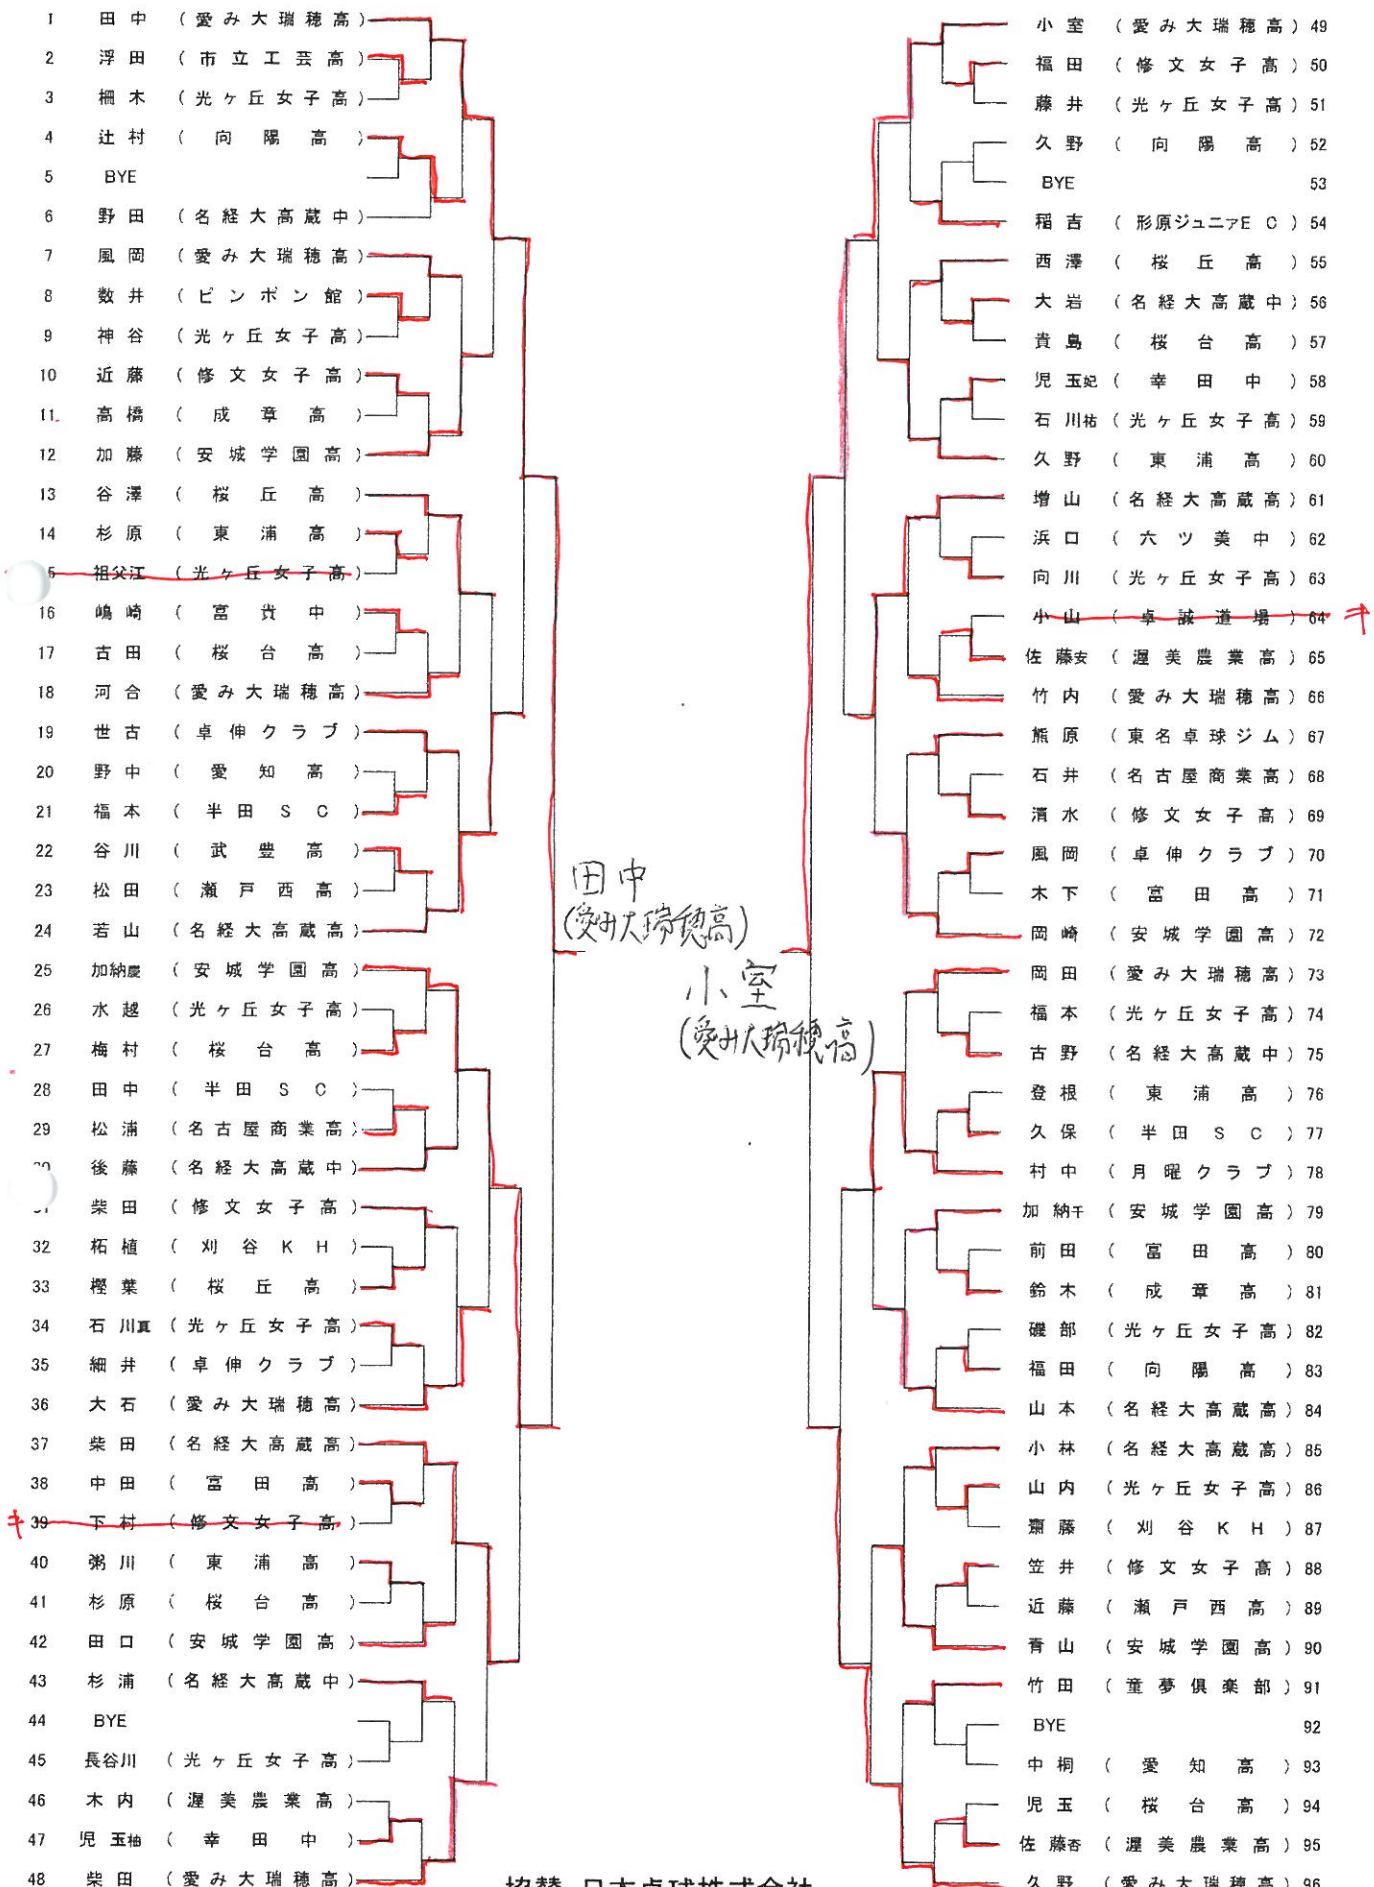 1 田中 (愛み大瑞穂高)
2 浮田 (市立工芸高)
3 柵木 (光ヶ丘女子高)
4 辻村 (向陽高)
5 BYE
6 野田 (名経大高蔵中)
7 風岡 (愛み大瑞穂高)
8 数井 (ピンポン館)
9 神谷 (光ヶ丘女子高)
10 近藤 (修文女子高)
11 高橋 (成章高)
12 加藤 (安城学園高)
13 谷澤 (桜丘高)
14 杉原 (東浦高)
5 祖父江 (光ヶ丘女子高)
16 嶋崎 (富貴中)
17 古田 (桜台高)
18 河合 (愛み大瑞穂高)
19 世古 (卓伸クラブ)
20 野中 (愛知高)
21 福本 (半田SC)
22 谷川 (武豊高)
23 松田 (瀬戸西高)
24 若山 (名経大高蔵高)
25 加納慶 (安城学園高)
26 水越 (光ヶ丘女子高)
27 梅村 (桜台高)
28 田中 (半田SC)
29 松浦 (名古屋商業高)
後藤 (名経大高蔵中)
柴田 (修文女子高)
32 柘植 (刈谷KH)
33 樫葉 (桜丘高)
34 石川真 (光ヶ丘女子高)
35 細井 (卓伸クラブ)
36 大石 (愛み大瑞穂高)
37 柴田 (名経大高蔵高)
38 中田 (富田高)
キ 39 下村 (修文女子高)
40 粥川 (東浦高)
41 杉原 (桜台高)
42 田口 (安城学園高)
43 杉浦 (名経大高蔵中)
44 BYE
45 長谷川 (光ヶ丘女子高)
46 木内 (渥美農業高)
47 児玉柚 (幸田中)
48 柴田 (愛み大瑞穂高)
田中
(愛み大瑞穂高)
小室
(愛み大瑞穂高)
小室 (愛み大瑞穂高) 49
福田 (修文女子高) 50
藤井 (光ヶ丘女子高) 51
久野 (向陽高) 52
BYE 53
稲吉 (形原ジュニアEC) 54
西澤 (桜丘高) 55
大岩 (名経大高蔵中) 56
貴島 (桜台高) 57
児玉妃 (幸田中) 58
石川祐 (光ヶ丘女子高) 59
久野 (東浦高) 60
増山 (名経大高蔵高) 61
浜口 (六ツ美中) 62
向川 (光ヶ丘女子高) 63
小山 (卓誠道場) 64 キ
佐藤安 (渥美農業高) 65
竹内 (愛み大瑞穂高) 66
熊原 (東名卓球ジム) 67
石井 (名古屋商業高) 68
清水 (修文女子高) 69
風岡 (卓伸クラブ) 70
木下 (富田高) 71
岡崎 (安城学園高) 72
岡田 (愛み大瑞穂高) 73
福本 (光ヶ丘女子高) 74
古野 (名経大高蔵中) 75
登根 (東浦高) 76
久保 (半田SC) 77
村中 (月曜クラブ) 78
加納千 (安城学園高) 79
前田 (富田高) 80
鈴木 (成章高) 81
磯部 (光ヶ丘女子高) 82
福田 (向陽高) 83
山本 (名経大高蔵高) 84
小林 (名経大高蔵高) 85
山内 (光ヶ丘女子高) 86
齋藤 (刈谷KH) 87
笠井 (修文女子高) 88
近藤 (瀬戸西高) 89
青山 (安城学園高) 90
竹田 (童夢倶楽部) 91
BYE 92
中桐 (愛知高) 93
児玉 (桜台高) 94
佐藤杏 (渥美農業高) 95
久野 (愛み大瑞穂高) 96
協賛 日本卓球株式会社